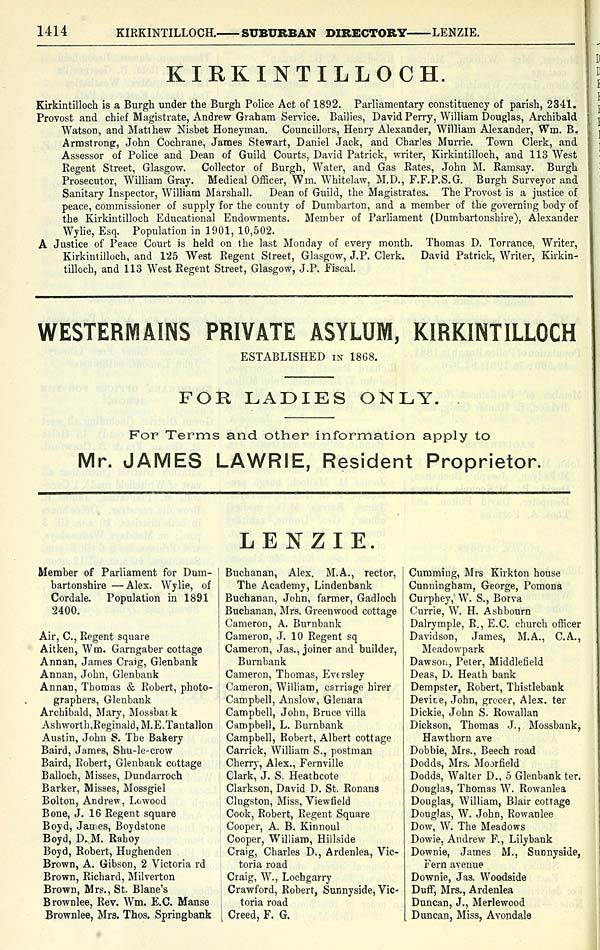 1414 KIRKINTILLOCH.——SUBURBAN DIRECTORY——LENZIE.
KIRKINTILLOCH.
Kirkintilloch is a Burgh under the Burgh Police Act of 1892. Parliamentary constituency of parish, 2341.
Provost and chief Magistrate, Andrew Graham Service. Bailies, David Perry, William Douglas, Archibald
Watson, and Matthew Nisbet Honeyman. Councillors, Henry Alexander, William Alexander, Wm. B.
Armstrong, John Cochrane, James Stewart, Daniel Jack, and Charles Murrie. Town Clerk, and
Assessor of Police and Dean of Guild Courts, David Patrick, writer, Kirkintilloch, and 113 West
Regent Street, Glasgow. Collector of Burgh, Water, and Gas Rates, John M. Ramsay. Burgh
Prosecutor, William Gray. Medical Officer, Wm. Whitelaw, M.D., F.F.P.S.G. Burgh Surveyor and
Sanitary Inspector, William Marshall. Dean of Guild, the Magistrates. The Provost is a justice of
peace, commissioner of supply for the county of Dumbarton, and a member of the governing body of
the Kirkintilloch Educational Endowments. Member of Parliament (Dumbartonshire), Alexander
Wylie, Esq. Population in 1901, 10,502.
A Justice of Peace Court is held on the last Monday of every month. Thomas D. Torrance, Writer,
Kirkintilloch, and 125 West Regent Street, Glasgow, J.P. Clerk. David Patrick, Writer, Kirkin-
tilloch, and 113 West Regent Street, Glasgow, J.P. Fiscal.
WESTERMAINS PRIVATE ASYLUM, KIRKINTILLOCH
ESTABLISHED IN 1868.
FOR LADIES ONLY.
For Terms and other information apply to
Mr. JAMES LAWRIE, Resident Proprietor.
LENZIE.
Member of Parliament for Dum-
bartonshire — Alex. Wylie, of
Cordale. Population in 1891
2400.
Air, C., Regent square
Aitken, Wm. Garngaber cottage
Annan, James Craig, Glenbank
Annan, John, Glenbank
Annan, Thomas & Robert, photo-
graphers, Glenbank
Archibald, Mary, Mossbank
Ashworth,Reginald,M.E.Tantallon
Austin, John S. The Bakery
Baird, James, Shu-le-crow
Baird, Robert, Glenbank cottage
Balloch, Misses, Dundarroch
Barker, Misses, Mossgiel
Bolton, Andrew, Lowood
Bone, J. 16 Regent square
Boyd, James, Boydstone
Boyd, D. M. Rahoy
Boyd, Robert, Hughenden
Brown, A. Gibson, 2 Victoria rd
Brown, Richard, Milverton
Brown, Mrs., St. Blane's
Brownlee, Rev. Wm. E.C. Manse
Brownlee, Mrs. Thos. Springbank
Buchanan, Alex. M.A., rector,
The Academy, Lindenbank
Buchanan, John, farmer, Gadloch
Buchanan, Mrs. Greenwood cottage
Cameron, A. Burnbank
Cameron, J. 10 Regent sq
Cameron, Jas., joiner and builder,
Burnbank
Cameron, Thomas, Eversley
Cameron, William, carriage hirer
Campbell, Anslow, Glenara
Campbell, John, Bruce villa
Campbell, L. Burnbank
Campbell, Robert, Albert cottage
Carrick, William S., postman
Cherry, Alex., Fernville
Clark, J. S. Heathcote
Clarkson, David D. St. Ronans
Clugston, Miss, Viewfield
Cook, Robert, Regent Square
Cooper, A. B. Kinnoul
Cooper, William, Hillside
Craig, Charles D., Ardenlea, Vic-
toria road
Craig, W., Lochgarry
Crawford, Robert, Sunnyside, Vic-
toria road
Creed, F. G.
Cumming, Mrs Kirkton house
Cunningham, George, Pomona
Curphey, W. S., Borva
Currie, W. H. Ashbourn
Dalrymple, R., E.C. church officer
Davidson, James, M.A., C.A.,
Meadowpark
Dawson, Peter, Middlefield
Deas, D. Heath bank
Dempster, Robert, Thistlebank
Devine, John, grocer, Alex. ter
Dickie, John S. Rowallan
Dickson, Thomas J., Mossbank,
Hawthorn ave
Dobbie, Mrs., Beech road
Dodds, Mrs. Moorfield
Dodds, Walter D., 5 Glenbank ter.
Douglas, Thomas W. Rowanlea
Douglas, William, Blair cottage
Douglas, W. John, Rowanlee
Dow, W. The Meadows
Dowie, Andrew F., Lilybank
Downie, James M., Sunnyside,
Fern avenue
Downie, Jas. Woodside
Duff, Mrs., Ardenlea
Duncan, J., Merlewood
Duncan, Miss, Avondale